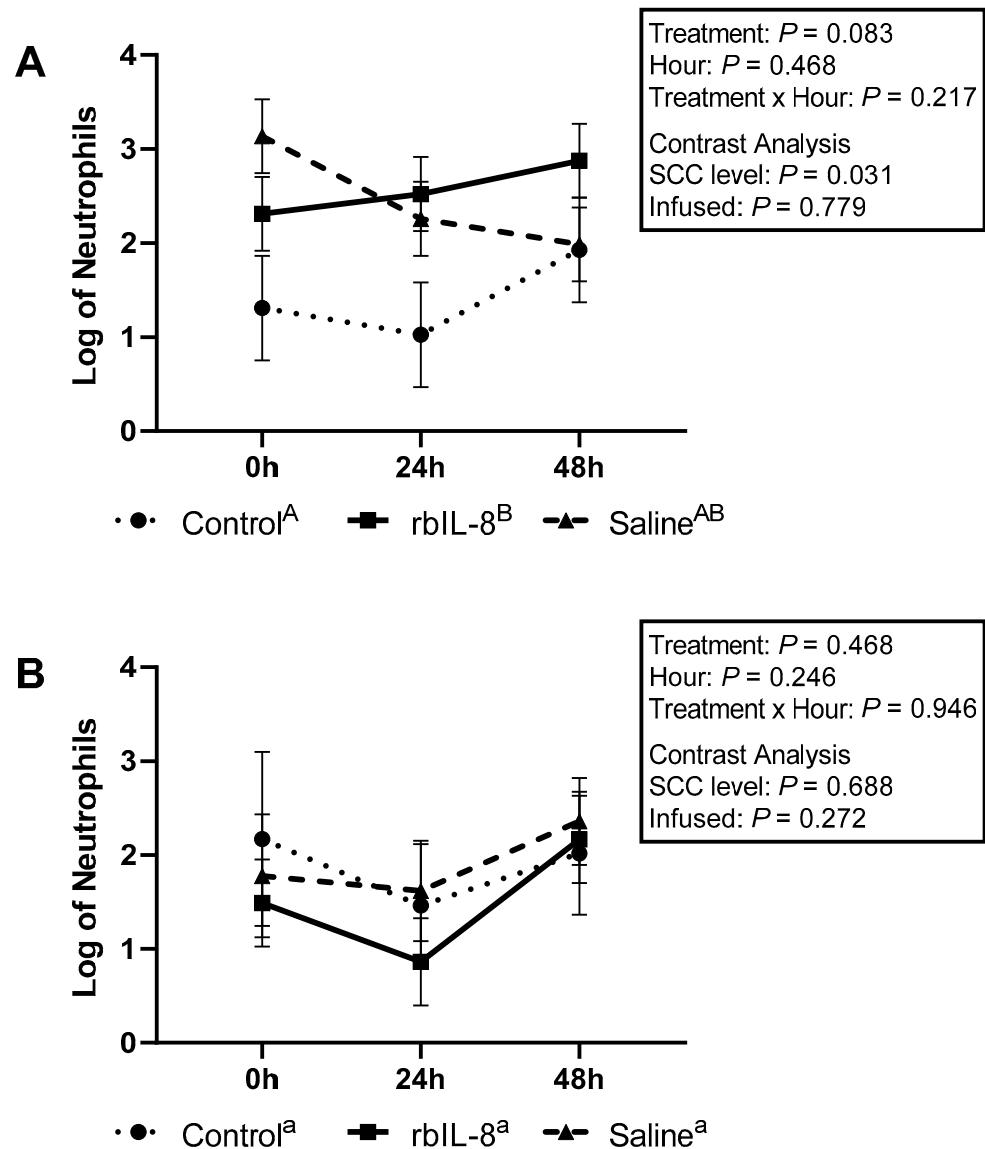 A
Treatment: P = 0.083
Hour: P = 0.468
Treatment x Hour: P = 0.217
Contrast Analysis
SCC level: P = 0.031
Infused: P = 0.779
Log of Neutrophils
4
3
2
1
0
0h 24h 48h
Control^A rbIL-8^B Saline^AB
B
Treatment: P = 0.468
Hour: P = 0.246
Treatment x Hour: P = 0.946
Contrast Analysis
SCC level: P = 0.688
Infused: P = 0.272
Log of Neutrophils
4
3
2
1
0
0h 24h 48h
Control^a rbIL-8^a Saline^a